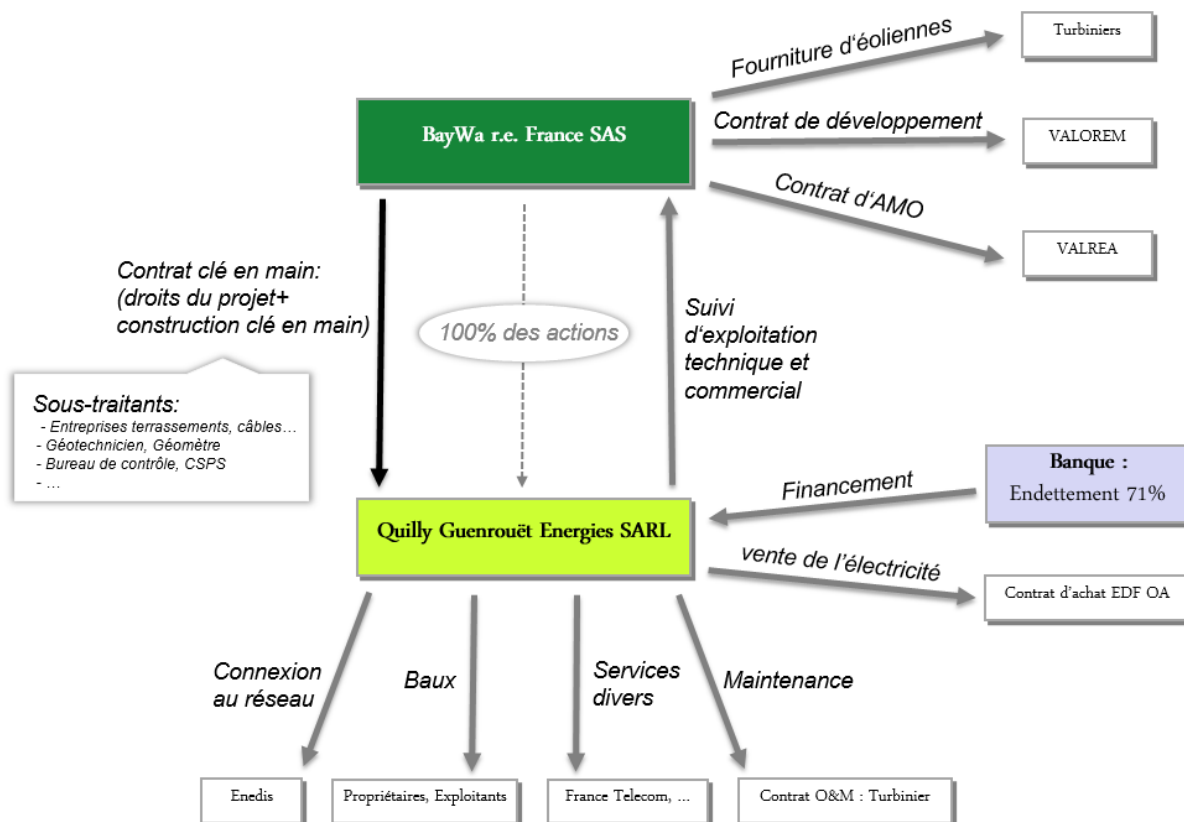 Fourniture d‘éoliennes
Turbiniers
BayWa r.e. France SAS
Contrat de développement
VALOREM
Contrat d‘AMO
VALREA
Contrat clé en main:
(droits du projet+
construction clé en main)
100% des actions
Suivi
d‘exploitation
technique et
commercial
Sous-traitants:
- Entreprises terrassements, câbles…
- Géotechnicien, Géomètre
- Bureau de contrôle, CSPS
- …
Banque :
Endettement 71%
Financement
Quilly Guenrouët Energies SARL
vente de l’électricité
Contrat d’achat EDF OA
Connexion
au réseau
Baux
Services
divers
Maintenance
Enedis
Propriétaires, Exploitants
France Telecom, ...
Contrat O&M : Turbinier